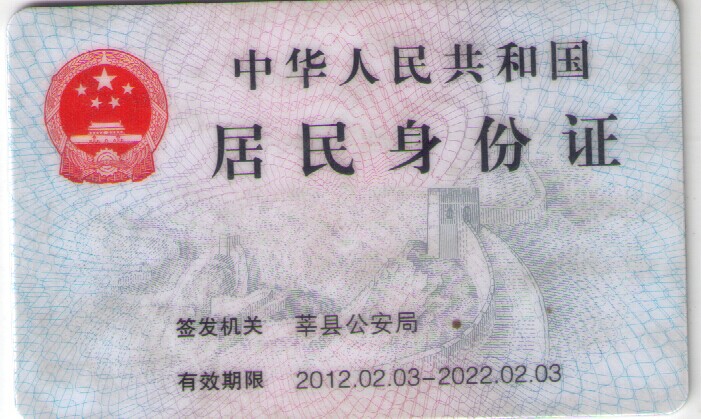 中华人民共和国
居民身份证
签发机关 莘县公安局
有效期限 2012.02.03-2022.02.03